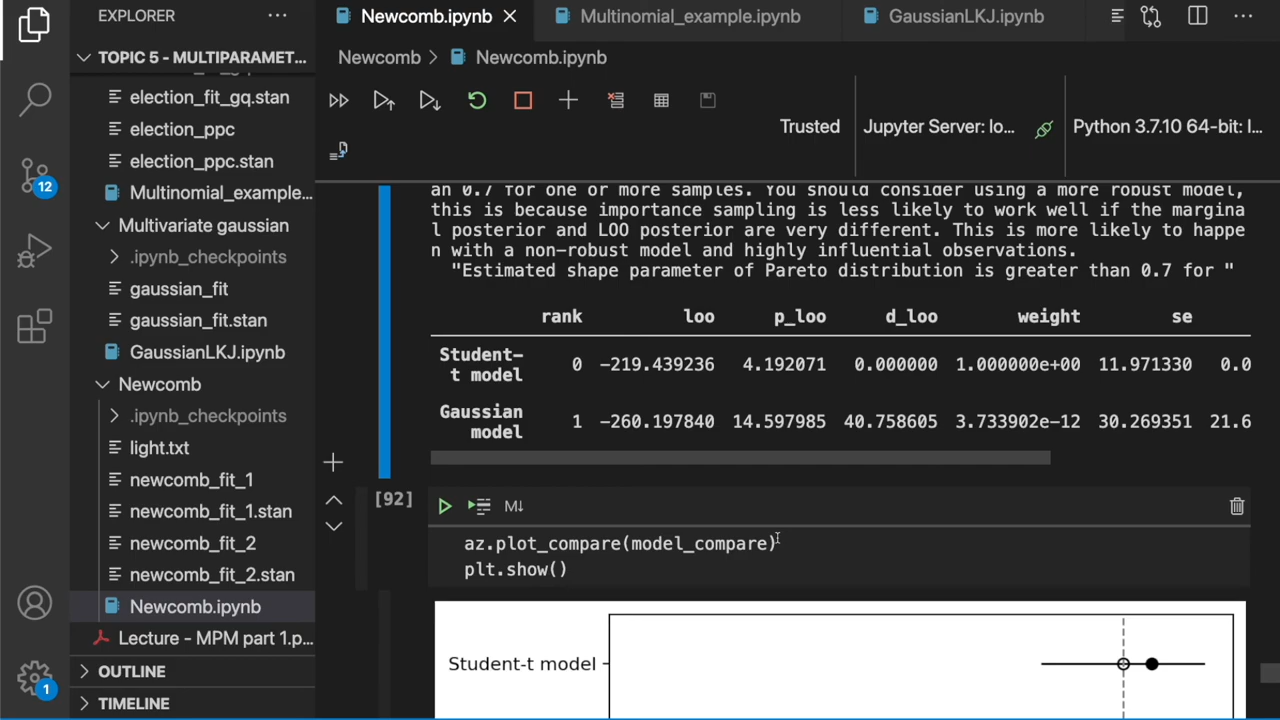 EXPLORER
Newcomb.ipynb
Multinomial_example.ipynb
GaussianLKJ.ipynb
TOPIC 5 - MULTIPARAMET...
Newcomb > Newcomb.ipynb
election_fit_gq.stan
election_ppc
election_ppc.stan
Multinomial_example...
Multivariate gaussian
.ipynb_checkpoints
gaussian_fit
gaussian_fit.stan
GaussianLKJ.ipynb
Newcomb
.ipynb_checkpoints
light.txt
newcomb_fit_1
newcomb_fit_1.stan
newcomb_fit_2
newcomb_fit_2.stan
Newcomb.ipynb
Lecture - MPM part 1.p...
OUTLINE
TIMELINE
12
1
Trusted
Jupyter Server: lo...
Python 3.7.10 64-bit: I...
an 0.7 for one or more samples. You should consider using a more robust model,
this is because importance sampling is less likely to work well if the margina
l posterior and LOO posterior are very different. This is more likely to happe
n with a non-robust model and highly influential observations.
"Estimated shape parameter of Pareto distribution is greater than 0.7 for "
rank loo p_loo d_loo weight se
Student-
t model 0 -219.439236 4.192071 0.000000 1.000000e+00 11.971330 0.0
Gaussian
model 1 -260.197840 14.597985 40.758605 3.733902e-12 30.269351 21.6
[92]
M↓
az.plot_compare(model_compare)
plt.show()
Student-t model